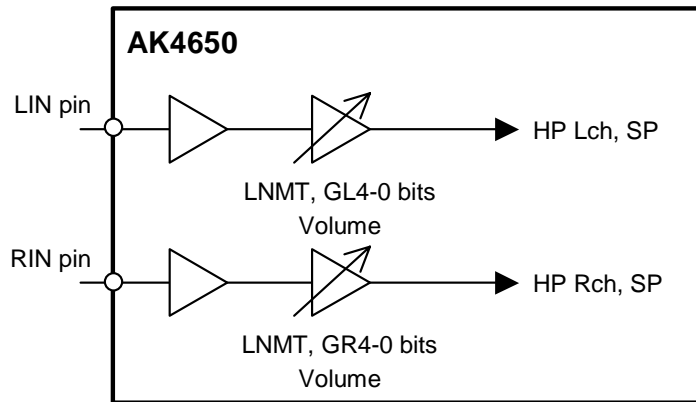 AK4650
LIN pin
HP Lch, SP
LNMT, GL4-0 bits
Volume
RIN pin
HP Rch, SP
LNMT, GR4-0 bits
Volume